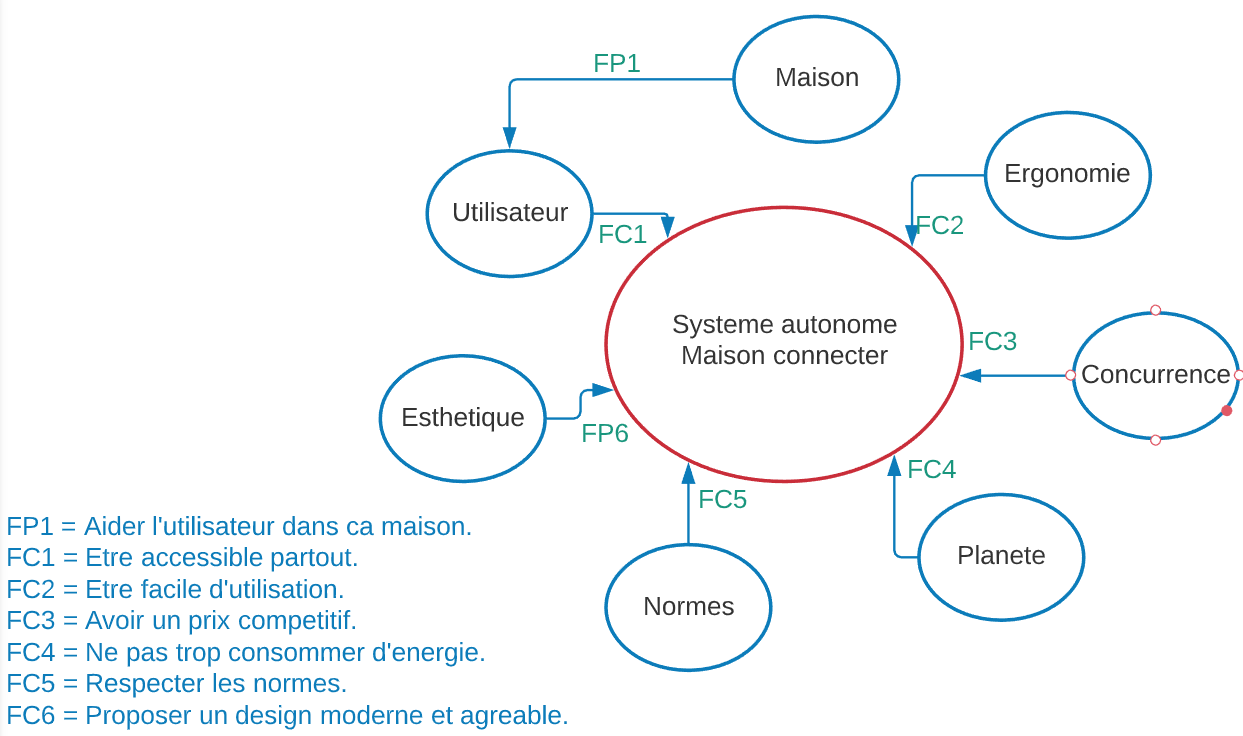 FP1
Maison
Ergonomie
Utilisateur
FC1
FC2
Systeme autonome
Maison connecter
FC3
Concurrence
Esthetique
FP6
FC4
FC5
Planete
Normes
FP1 = Aider l'utilisateur dans ca maison.
FC1 = Etre accessible partout.
FC2 = Etre facile d'utilisation.
FC3 = Avoir un prix competitif.
FC4 = Ne pas trop consommer d'energie.
FC5 = Respecter les normes.
FC6 = Proposer un design moderne et agreable.